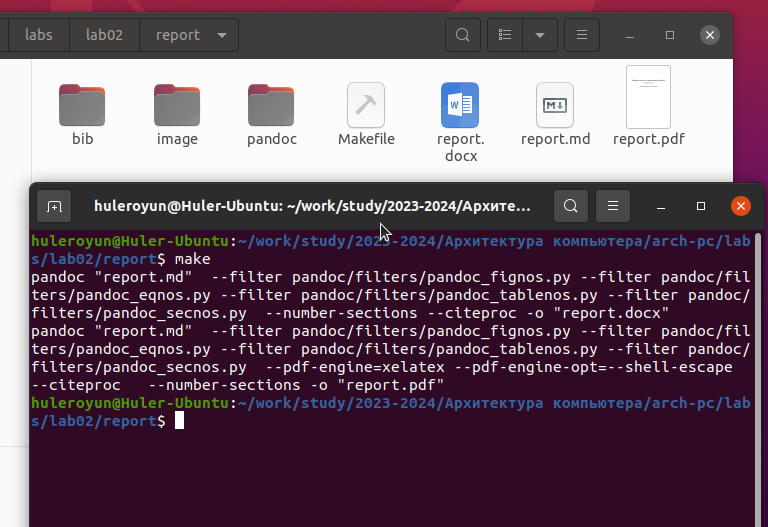 labs
lab02
report
bib
image
pandoc
Makefile
report.
docx
report.md
report.pdf
huleroyun@Huler-Ubuntu: ~/work/study/2023-2024/Архите...
huleroyun@Huler-Ubuntu:~/work/study/2023-2024/Архитектура компьютера/arch-pc/lab
s/lab02/report$ make
pandoc "report.md"  --filter pandoc/filters/pandoc_fignos.py --filter pandoc/fil
ters/pandoc_eqnos.py --filter pandoc/filters/pandoc_tablenos.py --filter pandoc/
filters/pandoc_secnos.py  --number-sections --citeproc -o "report.docx"
pandoc "report.md"  --filter pandoc/filters/pandoc_fignos.py --filter pandoc/fil
ters/pandoc_eqnos.py --filter pandoc/filters/pandoc_tablenos.py --filter pandoc/
filters/pandoc_secnos.py  --pdf-engine=xelatex --pdf-engine-opt=--shell-escape
--citeproc   --number-sections -o "report.pdf"
huleroyun@Huler-Ubuntu:~/work/study/2023-2024/Архитектура компьютера/arch-pc/lab
s/lab02/report$